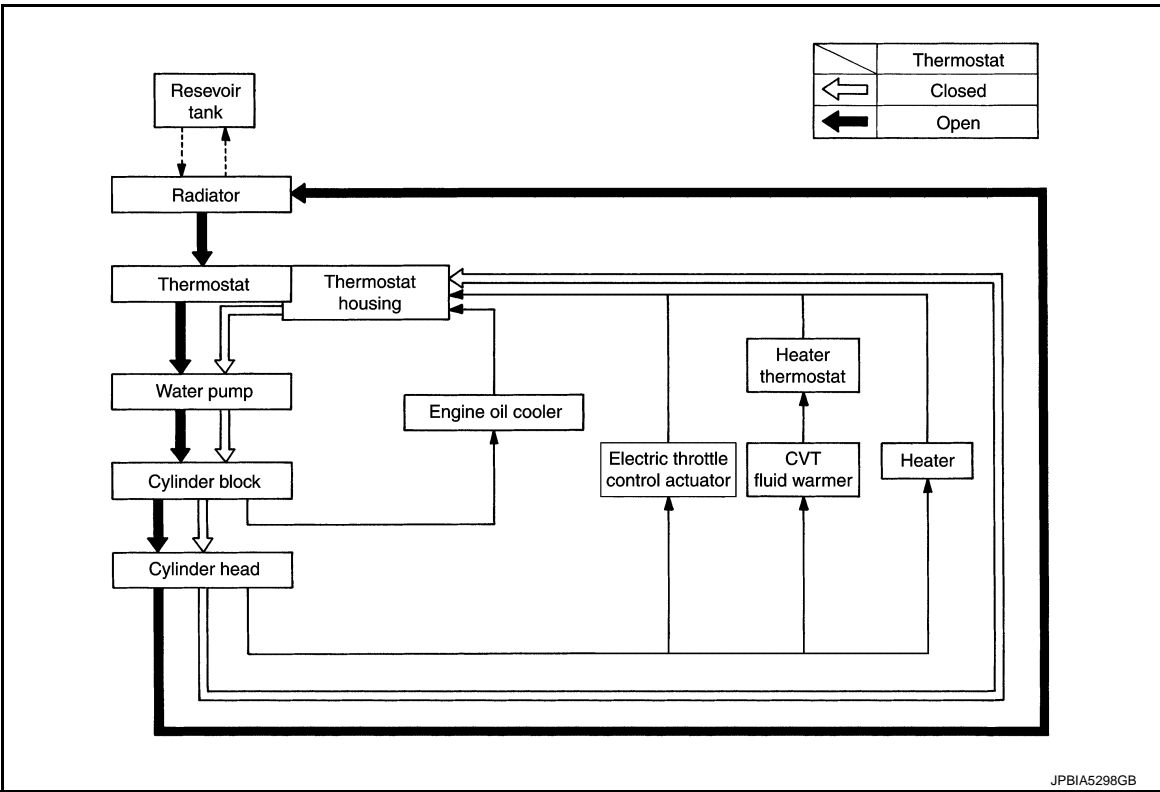 Thermostat
Closed
Open
Resevoir
tank
Radiator
Thermostat
Thermostat
housing
Water pump
Heater
thermostat
Engine oil cooler
Electric throttle
control actuator
CVT
fluid warmer
Heater
Cylinder block
Cylinder head
JPBIA5298GB